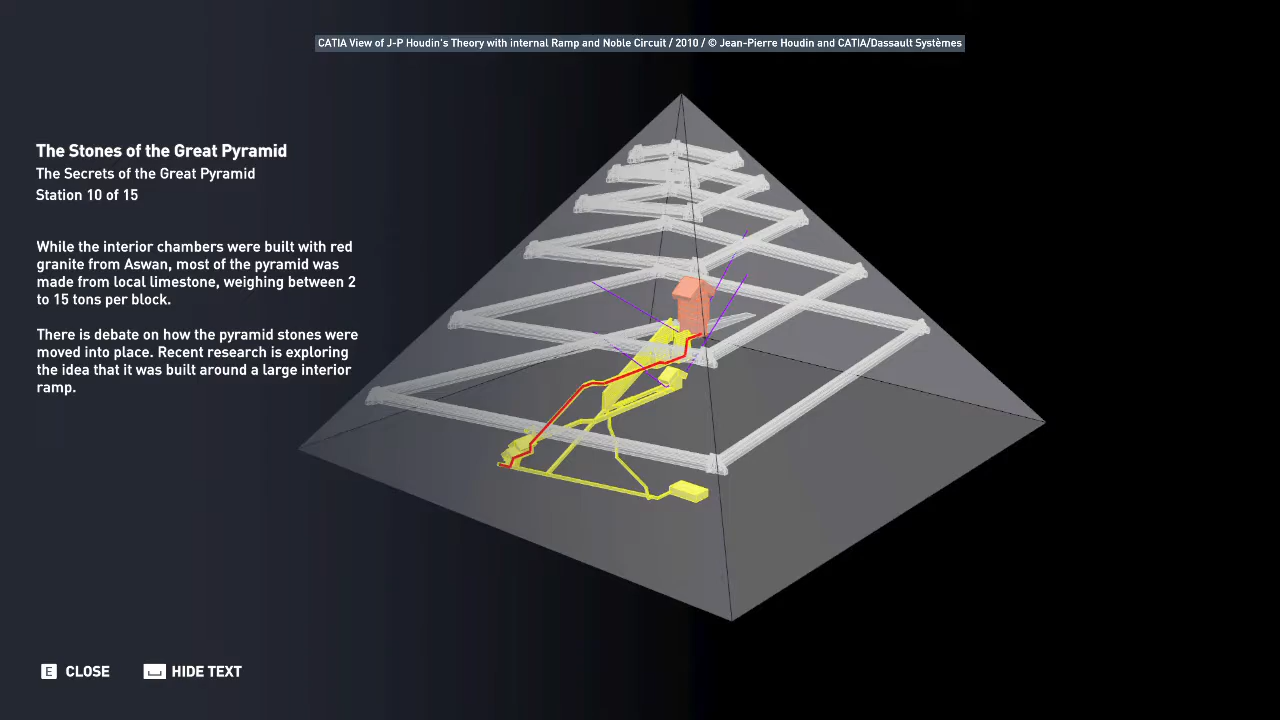 CATIA View of J-P Houdin's Theory with internal Ramp and Noble Circuit / 2010 / © Jean-Pierre Houdin and CATIA/Dassault Systèmes
The Stones of the Great Pyramid
The Secrets of the Great Pyramid
Station 10 of 15
While the interior chambers were built with red
granite from Aswan, most of the pyramid was
made from local limestone, weighing between 2
to 15 tons per block.
There is debate on how the pyramid stones were
moved into place. Recent research is exploring
the idea that it was built around a large interior
ramp.
E CLOSE HIDE TEXT